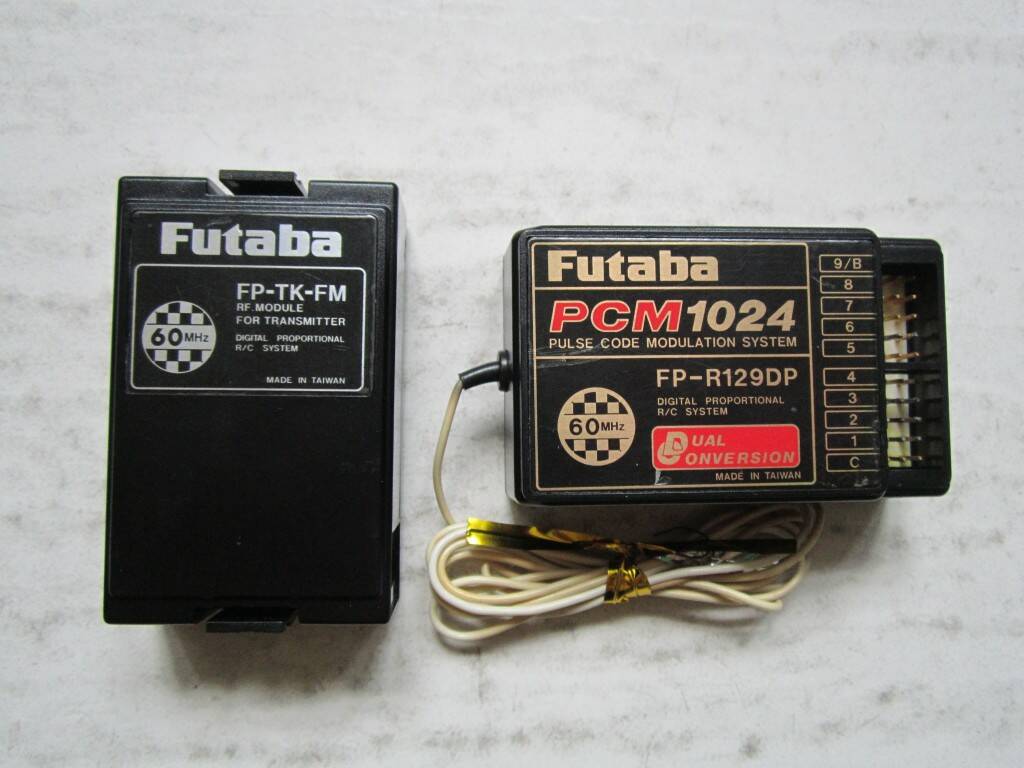 Futaba
FP-TK-FM
RF.MODULE
FOR TRANSMITTER
60MHz
DIGITAL PROPORTIONAL
R/C SYSTEM
MADE IN TAIWAN
Futaba
PCM1024
PULSE CODE MODULATION SYSTEM
FP-R129DP
DIGITAL PROPORTIONAL
R/C SYSTEM
60MHz
DUAL
CONVERSION
MADE IN TAIWAN
9/B
8
7
6
5
4
3
2
1
C